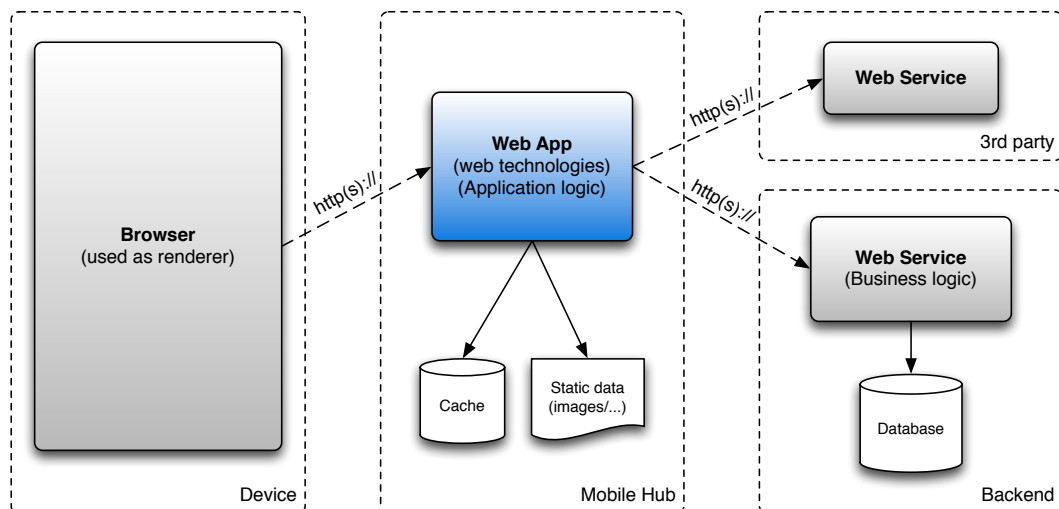 Browser
(used as renderer)
Device
http(s)://
Web App
(web technologies)
(Application logic)
Cache
Static data
(images/...)
Mobile Hub
http(s)://
http(s)://
Web Service
3rd party
Web Service
(Business logic)
Database
Backend